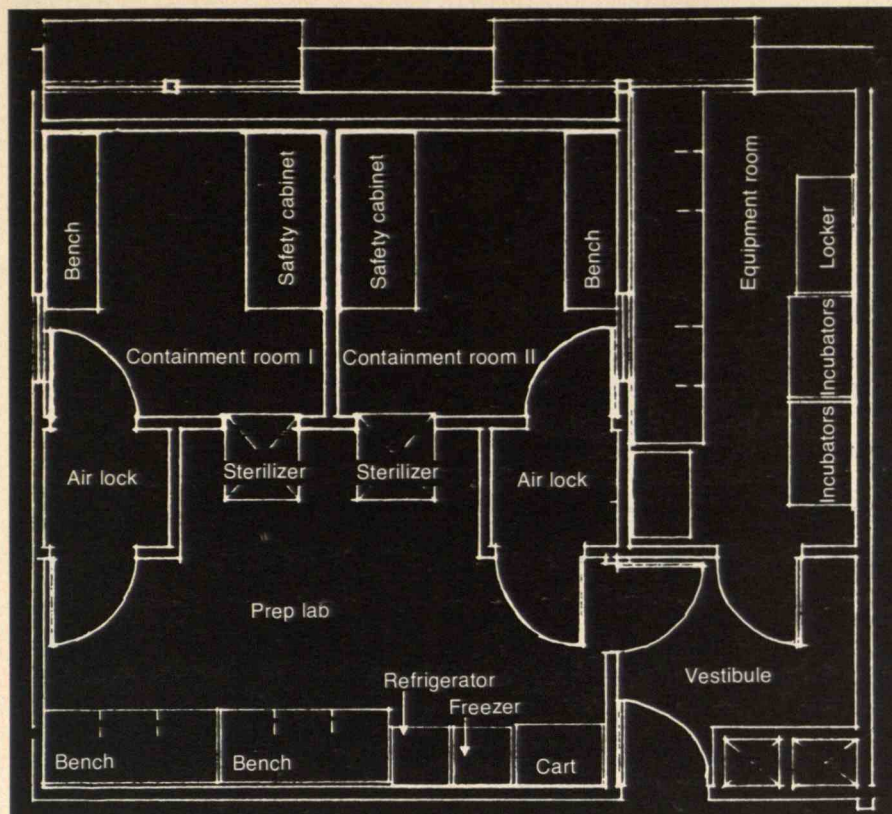 Bench
Safety cabinet
Safety cabinet
Bench
Equipment room
Locker
Incubators
Incubators
Containment room I
Containment room II
Air lock
Sterilizer
Sterilizer
Air lock
Prep lab
Vestibule
Refrigerator
Freezer
Bench
Bench
Cart